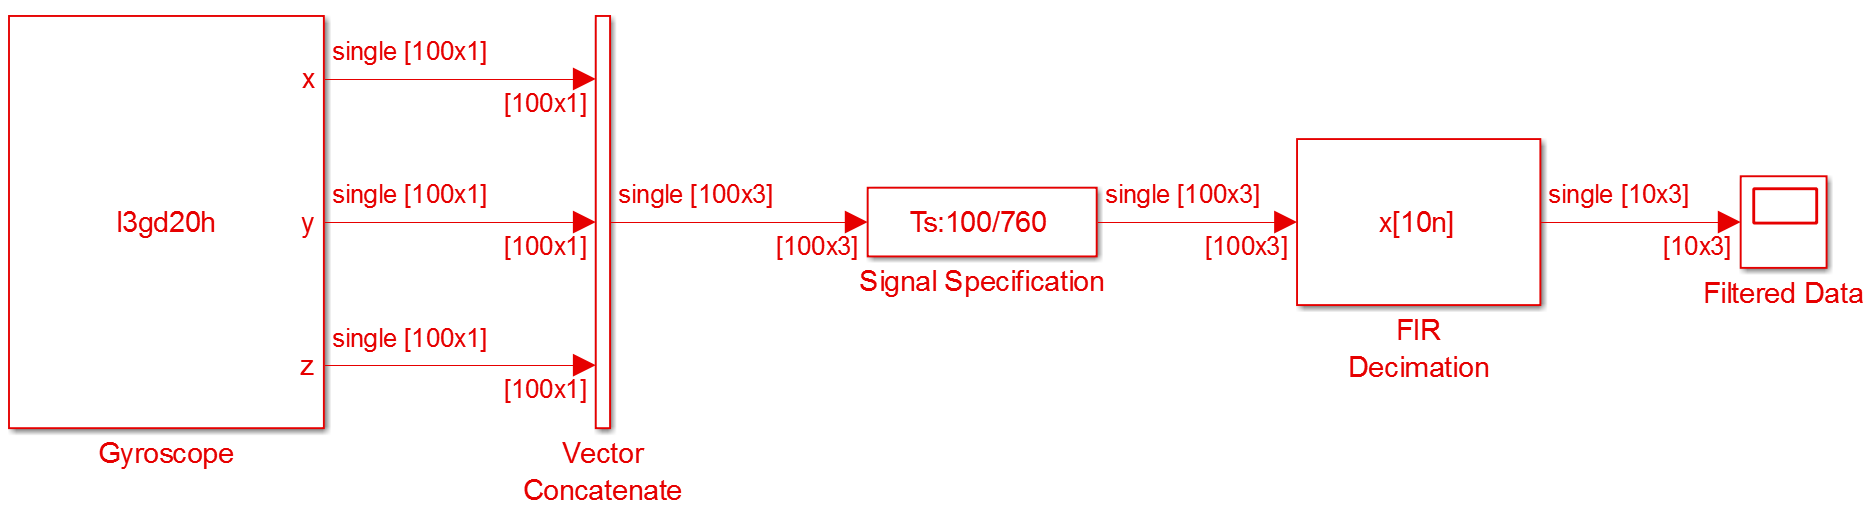 single [100x1]
x
[100x1]
single [100x1]
l3gd20h
y
[100x1]
single [100x1]
z
[100x1]
Gyroscope
Vector
Concatenate
single [100x3]
[100x3]
Ts:100/760
Signal Specification
single [100x3]
[100x3]
x[10n]
FIR
Decimation
single [10x3]
[10x3]
Filtered Data